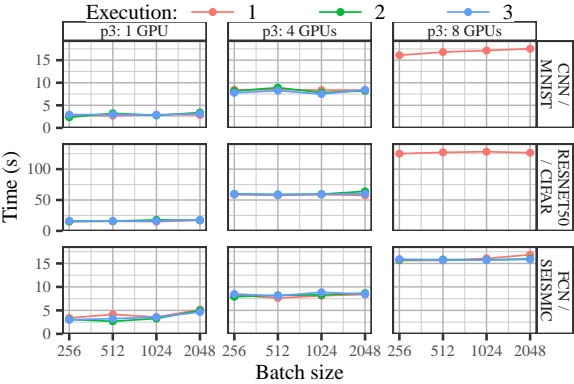 Execution: 1 2 3
p3: 1 GPU p3: 4 GPUs p3: 8 GPUs
15
10
5
0
CNN /
MNIST
100
50
0
RESNET50
/ CIFAR
15
10
5
0
FCN /
SEISMIC
Time (s)
256 512 1024 2048 256 512 1024 2048 256 512 1024 2048
Batch size